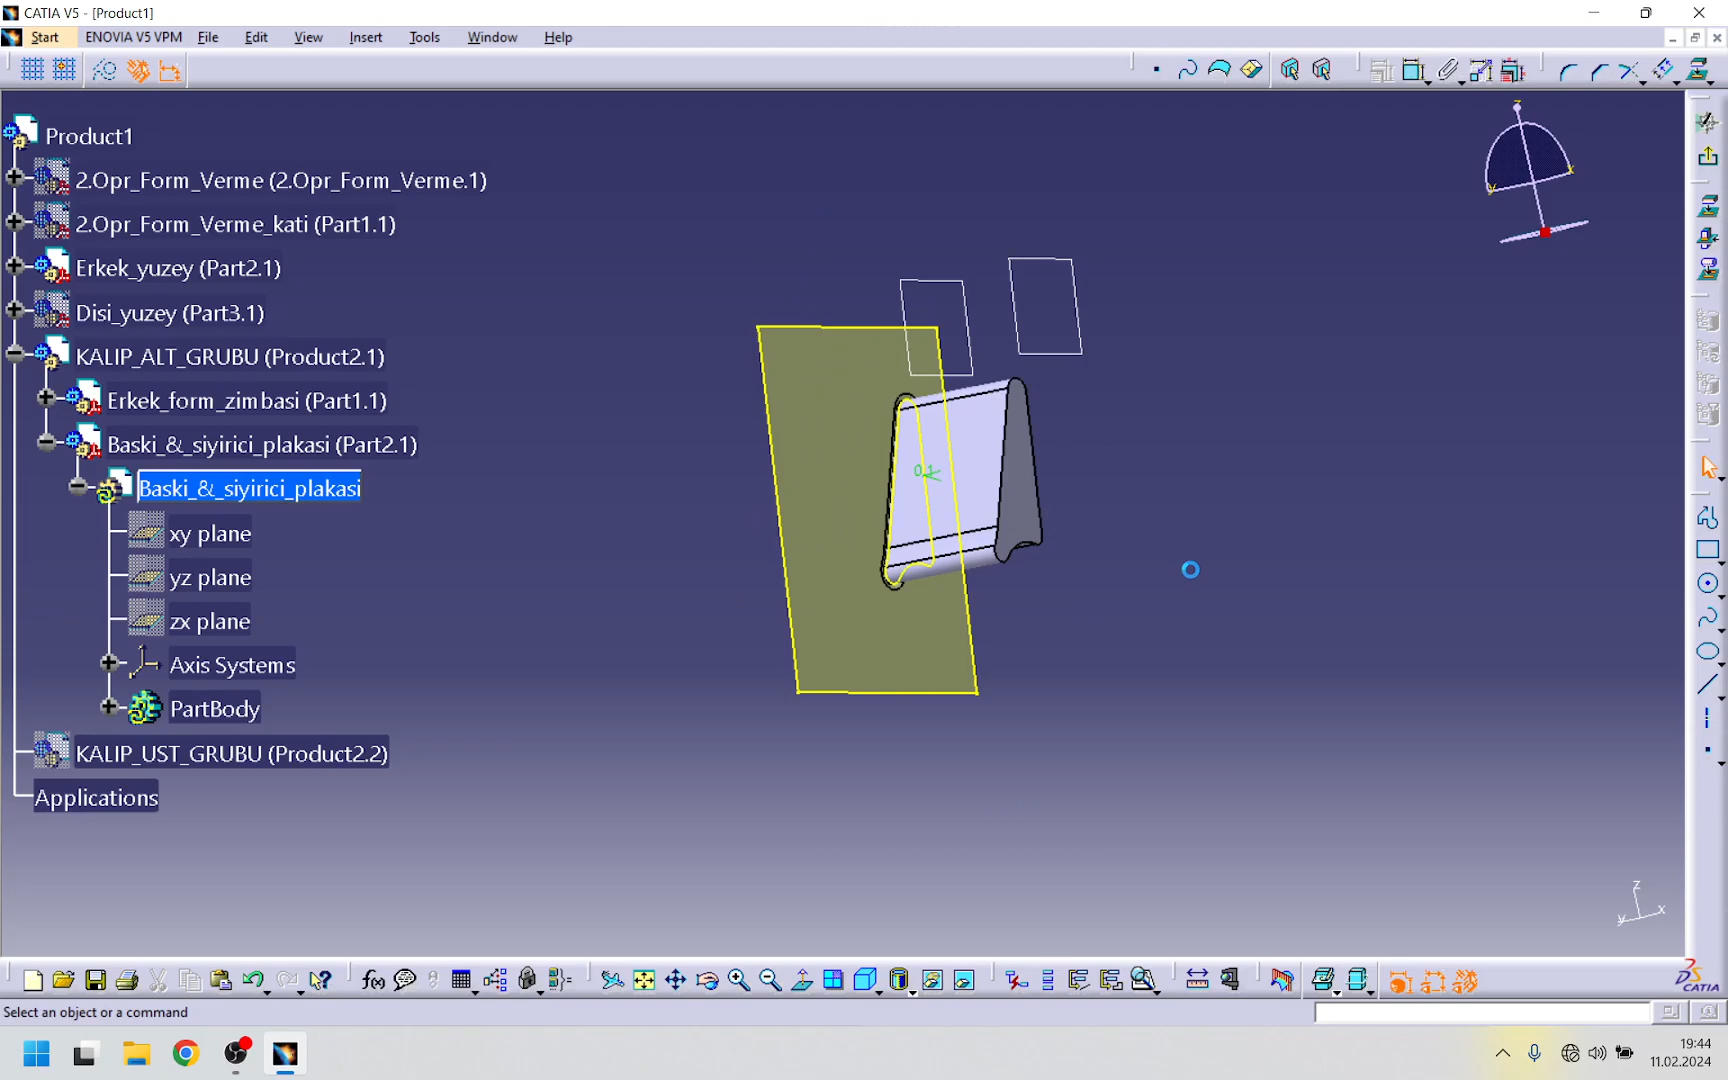 CATIA V5 - [Product1]
Start ENOVIA V5 VPM File Edit View Insert Tools Window Help
Product1
2.Opr_Form_Verme (2.Opr_Form_Verme.1)
2.Opr_Form_Verme_kati (Part1.1)
Erkek_yuzey (Part2.1)
Disi_yuzey (Part3.1)
KALIP_ALT_GRUBU (Product2.1)
Erkek_form_zimbasi (Part1.1)
Baski_&_siyirici_plakasi (Part2.1)
Baski_&_siyirici_plakasi
xy plane
yz plane
zx plane
Axis Systems
PartBody
KALIP_UST_GRUBU (Product2.2)
Applications
0.1
z
x
y
z
x
y
f(x)
CATIA
Select an object or a command
19:44
11.02.2024